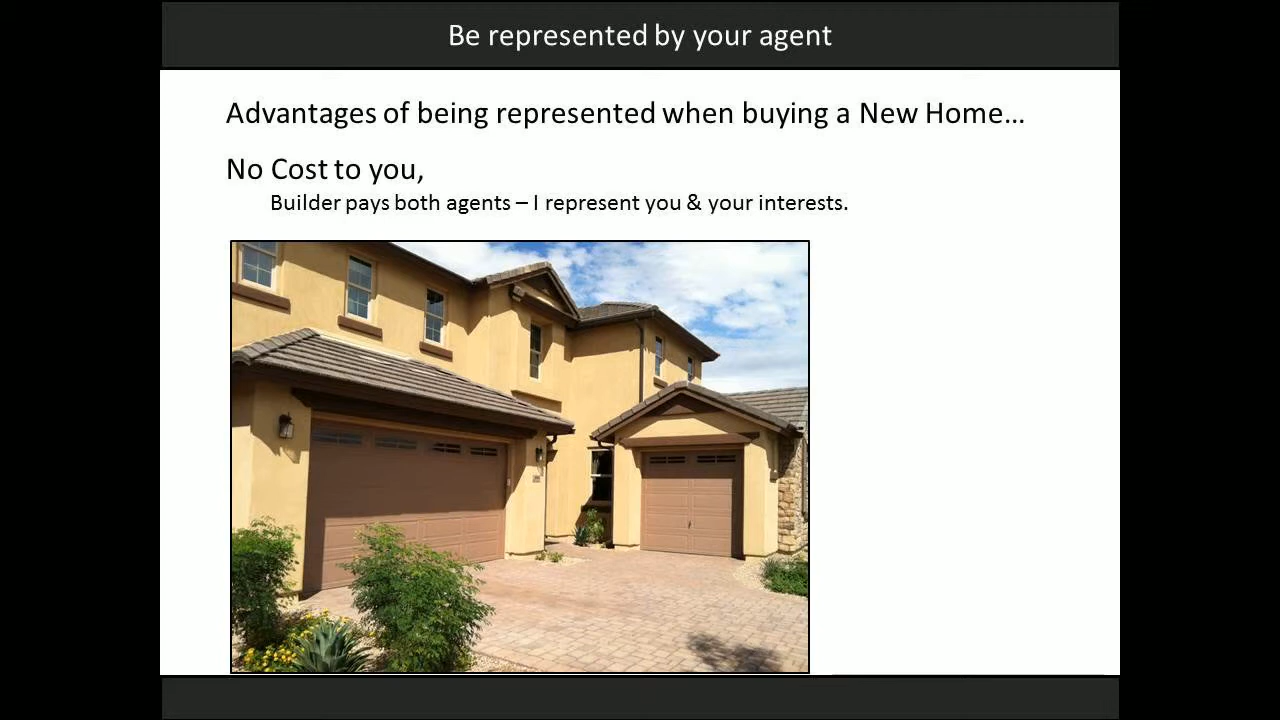 Be represented by your agent
Advantages of being represented when buying a New Home…
No Cost to you,
Builder pays both agents – I represent you & your interests.